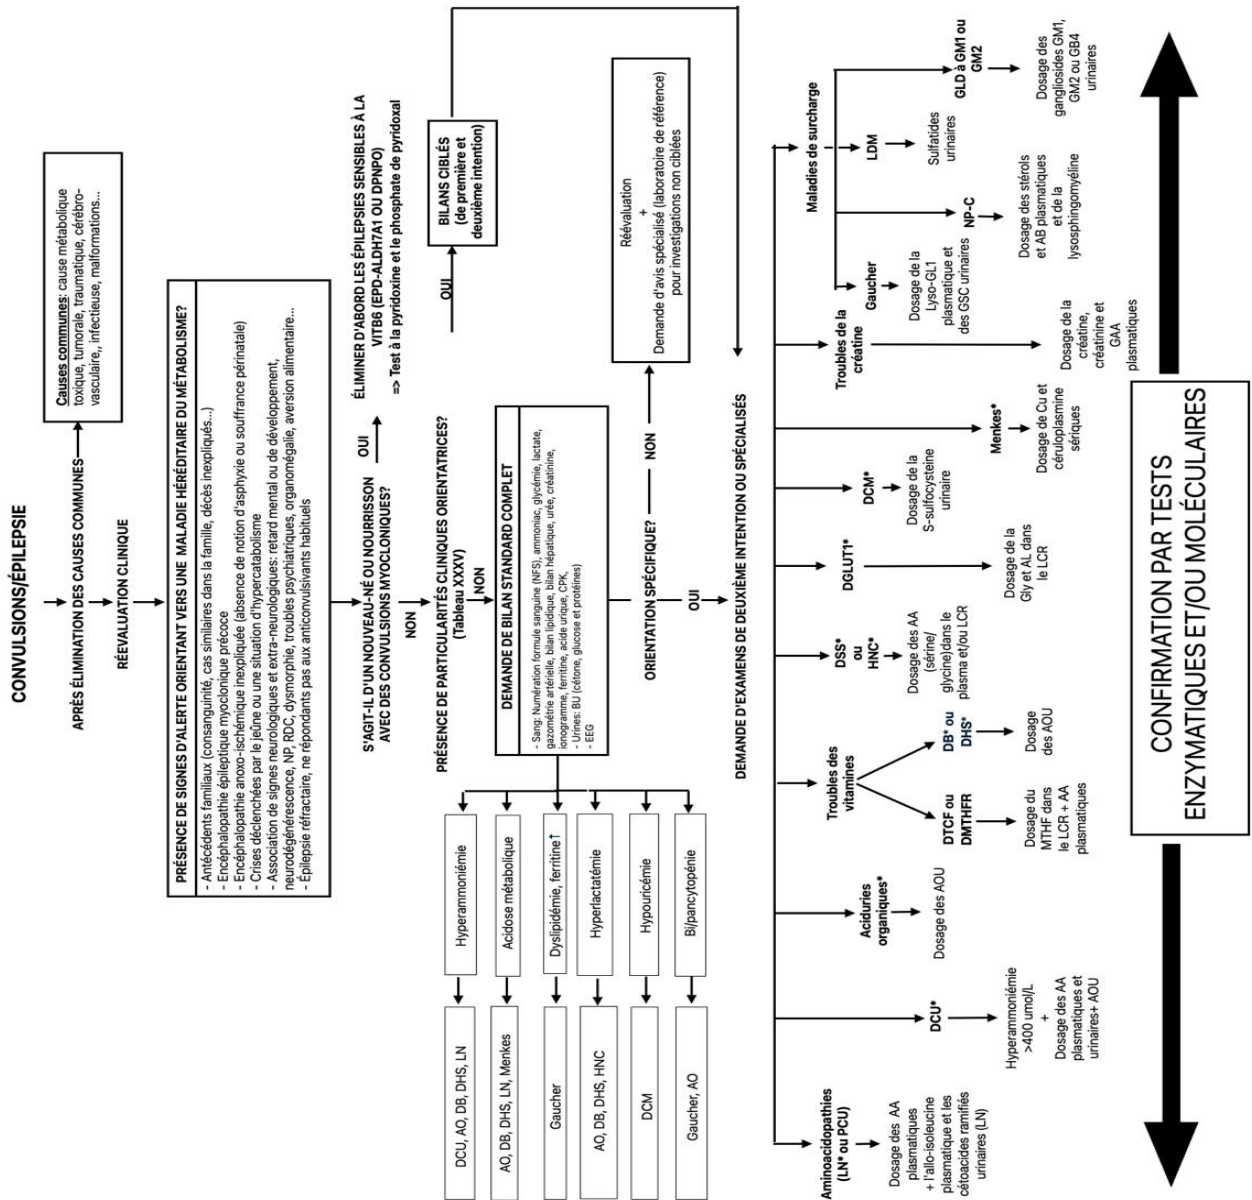 CONVULSIONS/ÉPILEPSIE
APRÈS ÉLIMINATION DES CAUSES COMMUNES
Causes communes: cause métabolique
toxique, tumorale, traumatique, cérébro-
vasculaire,, infectieuse, malformations...
RÉEVALUATION CLINIQUE
PRÉSENCE DE SIGNES D'ALERTE ORIENTANT VERS UNE MALADIE HÉRÉDITAIRE DU MÉTABOLISME?
- Antécédents familiaux (consanguinité, cas similaires dans la famille, décès inexpliqués...)
- Encéphalopathie épileptique myoclonique précoce
- Encéphalopathie anoxo-ischémique inexpliquée (absence de notion d'asphyxie ou souffrance périnatale)
- Crises déclenchées par le jeûne ou une situation d'hypercatabolisme
- Association de signes neurologiques et extra-neurologiques: retard mental ou de développement,
neurodégénérescence, NP, RDC, dysmorphie, troubles psychiatriques, organomégalie, aversion alimentaire...
- Épilepsie réfractaire, ne répondant pas aux anticonvulsivants habituels
S'AGIT-IL D'UN NOUVEAU-NÉ OU NOURRISSON
AVEC DES CONVULSIONS MYOCLONIQUES?
OUI
ÉLIMINER D'ABORD LES ÉPILEPSIES SENSIBLES À LA
VITB6 (EPD-ALDH7A1 OU DPNPO)
=> Test à la pyridoxine et le phosphate de pyridoxal
NON
PRÉSENCE DE PARTICULARITÉS CLINIQUES ORIENTATRICES?
(Tableau XXXV)
OUI
BILANS CIBLÉS
(de première et
deuxième intention)
NON
DEMANDE DE BILAN STANDARD COMPLET
- Sang: Numération formule sanguine (NFS), ammoniac, glycémie, lactate,
gazométrie artérielle, bilan lipidique, bilan hépatique, urée, créatinine,
ionogramme, ferritine, acide urique, CPK,
- Urines: BU (cétone, glucose et protéines)
- EEG
Hyperammoniémie
DCU, AO, DB, DHS, LN
Acidose métabolique
AO, DB, DHS, LN, Menkes
Dyslipidémie, ferritine↑
Gaucher
Hyperlactatémie
AO, DB, DHS, HNC
Hypouricémie
DCM
Bi/pancytopénie
Gaucher, AO
ORIENTATION SPÉCIFIQUE?
NON
Réévaluation
+
Demande d'avis spécialisé (laboratoire de référence)
pour investigations non ciblées
OUI
DEMANDE D'EXAMENS DE DEUXIÈME INTENTION OU SPÉCIALISÉS
Aminoacidopathies
(LN* ou PCU)
Dosage des AA
plasmatiques
+ l'allo-isoleucine
plasmatique et les
cétoacides ramifiés
urinaires (LN)
DCU*
Hyperammoniémie
>400 umol/L
+
Dosage des AA
plasmatiques et
urinaires+ AOU
Aciduries
organiques*
Dosage des AOU
Troubles des
vitamines
DTCF ou
DMTHFR
Dosage du
MTHF dans
le LCR + AA
plasmatiques
DB* ou
DHS*
Dosage
des AOU
DSS*
ou
HNC*
Dosage des AA
(sérine/
glycine)dans le
plasma et/ou LCR
DGLUT1*
Dosage de la
Gly et AL dans
le LCR
DCM*
Dosage de la
S-sulfocysteine
urinaire
Menkes*
Dosage de Cu et
céruloplasmine
sériques
Troubles de la
créatine
Dosage de la
créatine,
créatinine et
GAA
plasmatiques
Maladies de surcharge
Gaucher
Dosage de la
Lyso-GL1
plasmatique et
des GSC urinaires
NP-C
Dosage des stérols
et AB plasmatiques
et de la
lysosphingomyéline
LDM
Sulfatides
urinaires
GLD à GM1 ou
GM2
Dosage des
gangliosides GM1,
GM2 ou GB4
urinaires
CONFIRMATION PAR TESTS
ENZYMATIQUES ET/OU MOLÉCULAIRES